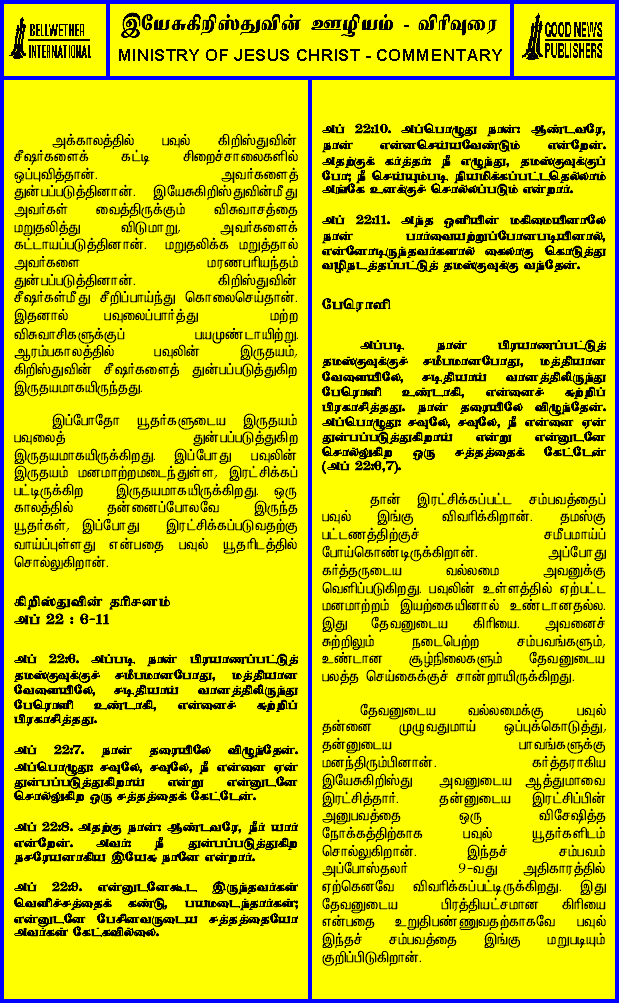 BELLWETHER
INTERNATIONAL
இயேசுகிறிஸ்துவின் ஊழியம் - விரிவுரை
MINISTRY OF JESUS CHRIST - COMMENTARY
GOOD NEWS
PUBLISHERS
அக்காலத்தில் பவுல் கிறிஸ்துவின்
சீஷர்களைக் கட்டி சிறைச்சாலைகளில்
ஒப்புவித்தான். அவர்களைத்
துன்பப்படுத்தினான். இயேசுகிறிஸ்துவின்மீது
அவர்கள் வைத்திருக்கும் விசுவாசத்தை
மறுதலித்து விடுமாறு, அவர்களைக்
கட்டாயப்படுத்தினான். மறுதலிக்க மறுத்தால்
அவர்களை மரணபரியந்தம்
துன்பப்படுத்தினான். கிறிஸ்துவின்
சீஷர்கள்மீது சீறிப்பாய்ந்து கொலைசெய்தான்.
இதனால் பவுலைப்பார்த்து மற்ற
விசுவாசிகளுக்குப் பயமுண்டாயிற்று.
ஆரம்பகாலத்தில் பவுலின் இருதயம்,
கிறிஸ்துவின் சீஷர்களைத் துன்பப்படுத்துகிற
இருதயமாகயிருந்தது.
இப்போதோ யூதர்களுடைய இருதயம்
பவுலைத் துன்பப்படுத்துகிற
இருதயமாகயிருக்கிறது. இப்போது பவுலின்
இருதயம் மனமாற்றமடைந்துள்ள, இரட்சிக்கப்
பட்டிருக்கிற இருதயமாகயிருக்கிறது. ஒரு
காலத்தில் தன்னைப்போலவே இருந்த
யூதர்கள், இப்போது இரட்சிக்கப்படுவதற்கு
வாய்ப்புள்ளது என்பதை பவுல் யூதரிடத்தில்
சொல்லுகிறான்.
கிறிஸ்துவின் தரிசனம்
அப் 22 : 6-11
அப் 22:6. அப்படி நான் பிரயாணப்பட்டுத்
தமஸ்குவுக்குச் சமீபமானபோது, மத்தியான
வேளையிலே, சடிதியாய் வானத்திலிருந்து
பேரொளி உண்டாகி, என்னைச் சுற்றிப்
பிரகாசித்தது.
அப் 22:7. நான் தரையிலே விழுந்தேன்.
அப்பொழுது: சவுலே, சவுலே, நீ என்னை ஏன்
துன்பப்படுத்துகிறாய் என்று என்னுடனே
சொல்லுகிற ஒரு சத்தத்தைக் கேட்டேன்.
அப் 22:8. அதற்கு நான்: ஆண்டவரே, நீர் யார்
என்றேன். அவர்: நீ துன்பப்படுத்துகிற
நசரேயனாகிய இயேசு நானே என்றார்.
அப் 22:9. என்னுடனேகூட இருந்தவர்கள்
வெளிச்சத்தைக் கண்டு, பயமடைந்தார்கள்;
என்னுடனே பேசினவருடைய சத்தத்தையோ
அவர்கள் கேட்கவில்லை.
அப் 22:10. அப்பொழுது நான்: ஆண்டவரே,
நான் என்னசெய்யவேண்டும் என்றேன்.
அதற்குக் கர்த்தர்: நீ எழுந்து, தமஸ்குவுக்குப்
போ; நீ செய்யும்படி நியமிக்கப்பட்டதெல்லாம்
அங்கே உனக்குச் சொல்லப்படும் என்றார்.
அப் 22:11. அந்த ஒளியின் மகிமையினாலே
நான் பார்வையற்றுப்போனபடியினால்,
என்னோடிருந்தவர்களால் கைலாகு கொடுத்து
வழிநடத்தப்பட்டுத் தமஸ்குவுக்கு வந்தேன்.
பேரொளி
அப்படி நான் பிரயாணப்பட்டுத்
தமஸ்குவுக்குச் சமீபமானபோது, மத்தியான
வேளையிலே, சடிதியாய் வானத்திலிருந்து
பேரொளி உண்டாகி, என்னைச் சுற்றிப்
பிரகாசித்தது. நான் தரையிலே விழுந்தேன்.
அப்பொழுது: சவுலே, சவுலே, நீ என்னை ஏன்
துன்பப்படுத்துகிறாய் என்று என்னுடனே
சொல்லுகிற ஒரு சத்தத்தைக் கேட்டேன்
(அப் 22:6,7).
தான் இரட்சிக்கப்பட்ட சம்பவத்தைப்
பவுல் இங்கு விவரிக்கிறான். தமஸ்கு
பட்டணத்திற்குச் சமீபமாய்ப்
போய்கொண்டிருக்கிறான். அப்போது
கர்த்தருடைய வல்லமை அவனுக்கு
வெளிப்படுகிறது. பவுலின் உள்ளத்தில் ஏற்பட்ட
மனமாற்றம் இயற்கையினால் உண்டானதல்ல.
இது தேவனுடைய கிரியை. அவனைச்
சுற்றிலும் நடைபெற்ற சம்பவங்களும்,
உண்டான சூழ்நிலைகளும் தேவனுடைய
பலத்த செய்கைக்குச் சான்றாயிருக்கிறது.
தேவனுடைய வல்லமைக்கு பவுல்
தன்னை முழுவதுமாய் ஒப்புக்கொடுத்து,
தன்னுடைய பாவங்களுக்கு
மனந்திரும்பினான். கர்த்தராகிய
இயேசுகிறிஸ்து அவனுடைய ஆத்துமாவை
இரட்சித்தார். தன்னுடைய இரட்சிப்பின்
அனுபவத்தை ஒரு விசேஷித்த
நோக்கத்திற்காக பவுல் யூதர்களிடம்
சொல்லுகிறான். இந்தச் சம்பவம்
அப்போஸ்தலர் 9-வது அதிகாரத்தில்
ஏற்கெனவே விவரிக்கப்பட்டிருக்கிறது. இது
தேவனுடைய பிரத்தியட்சமான கிரியை
என்பதை உறுதிபண்ணுவதற்காகவே பவுல்
இந்தச் சம்பவத்தை இங்கு மறுபடியும்
குறிப்பிடுகிறான்.